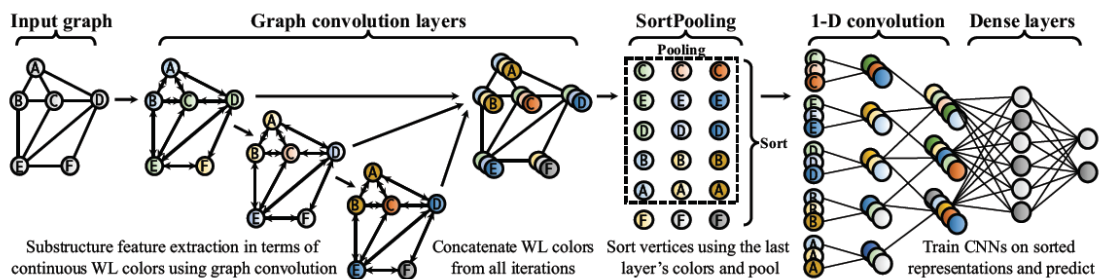 Input graph
Graph convolution layers
SortPooling
1-D convolution
Dense layers
Pooling
A
B C D
E F
A
B C D
E F
A
B C D
E F
A
B C D
E F
A
B C D
E F
C C C
E E E
D D D
B B B
A A A
F F F
Sort
C
C
C
E
E
E
D
D
D
B
B
B
A
A
A
Substructure feature extraction in terms of
continuous WL colors using graph convolution
Concatenate WL colors
from all iterations
Sort vertices using the last
layer's colors and pool
Train CNNs on sorted
representations and predict